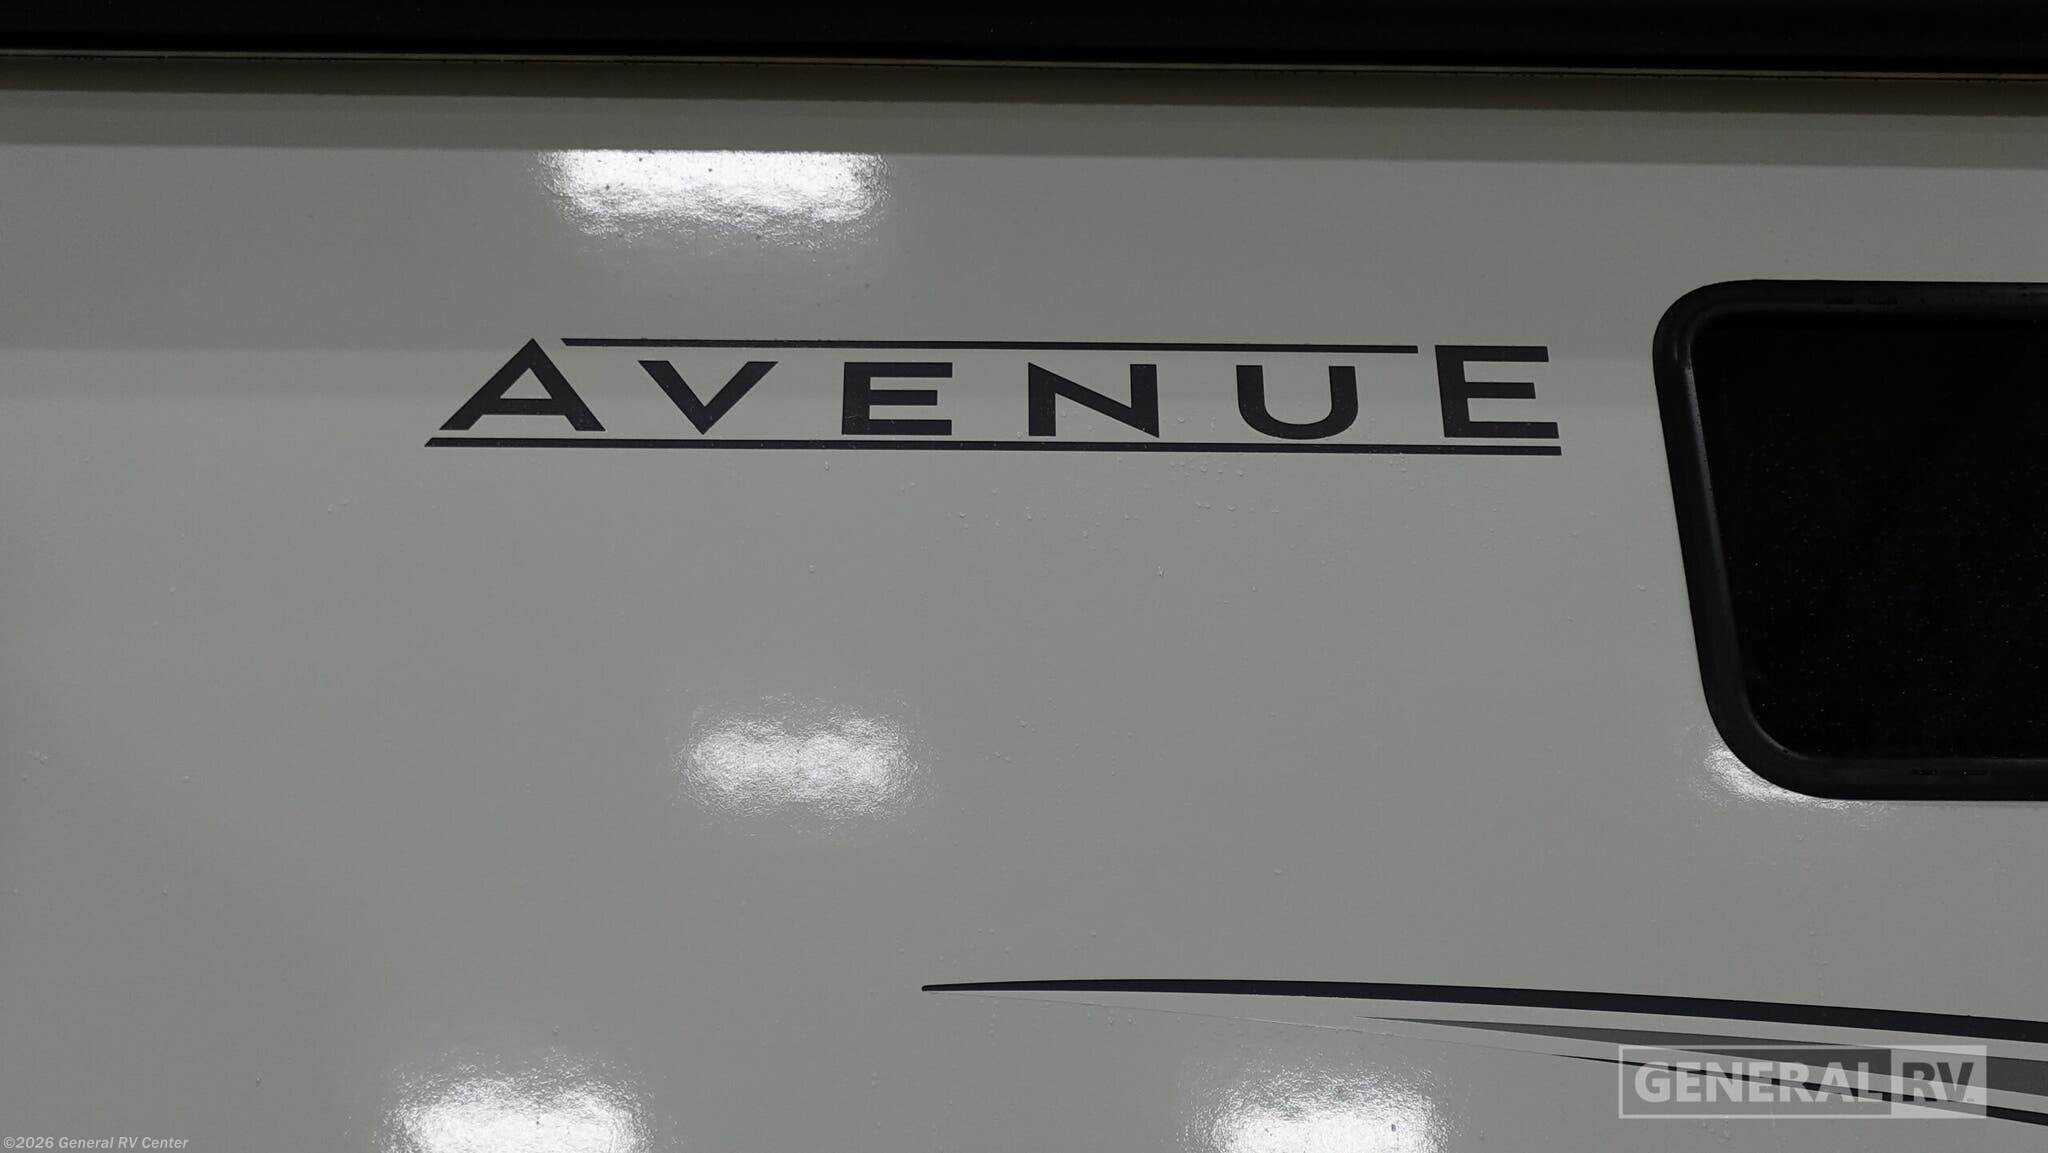 AVENUE
GENERAL RV
©2026 General RV Center